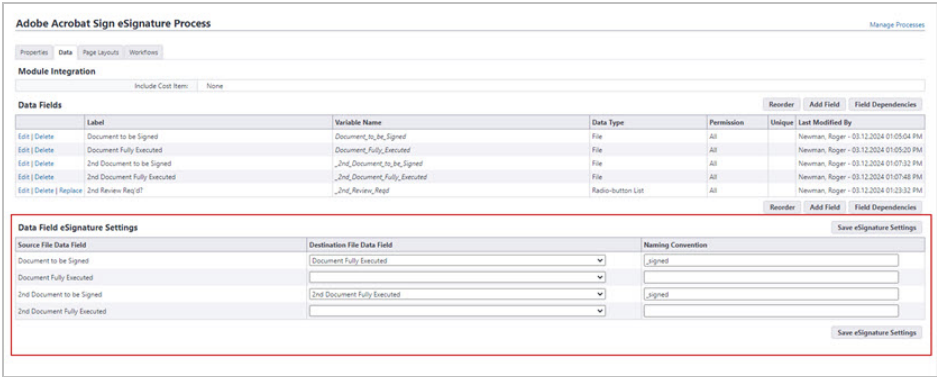 Adobe Acrobat Sign eSignature Process Manage Processes
Properties Data Page Layouts Workflows
Module Integration
Include Cost Item: None
Data Fields Reorder Add Field Field Dependencies
Label Variable Name Data Type Permission Unique Last Modified By
Edit | Delete Document to be Signed Document_to_be_Signed File All Newman, Roger - 03.12.2024 01:05:04 PM
Edit | Delete Document Fully Executed Document_Fully_Executed File All Newman, Roger - 03.12.2024 01:05:20 PM
Edit | Delete 2nd Document to be Signed _2nd_Document_to_be_Signed File All Newman, Roger - 03.12.2024 01:07:32 PM
Edit | Delete 2nd Document Fully Executed _2nd_Document_Fully_Executed File All Newman, Roger - 03.12.2024 01:07:48 PM
Edit | Delete | Replace 2nd Review Req'd? _2nd_Review_Reqd Radio-button List All Newman, Roger - 03.12.2024 01:23:32 PM
Reorder Add Field Field Dependencies
Data Field eSignature Settings Save eSignature Settings
Source File Data Field Destination File Data Field Naming Convention
Document to be Signed Document Fully Executed _signed
Document Fully Executed
2nd Document to be Signed 2nd Document Fully Executed _signed
2nd Document Fully Executed
Save eSignature Settings